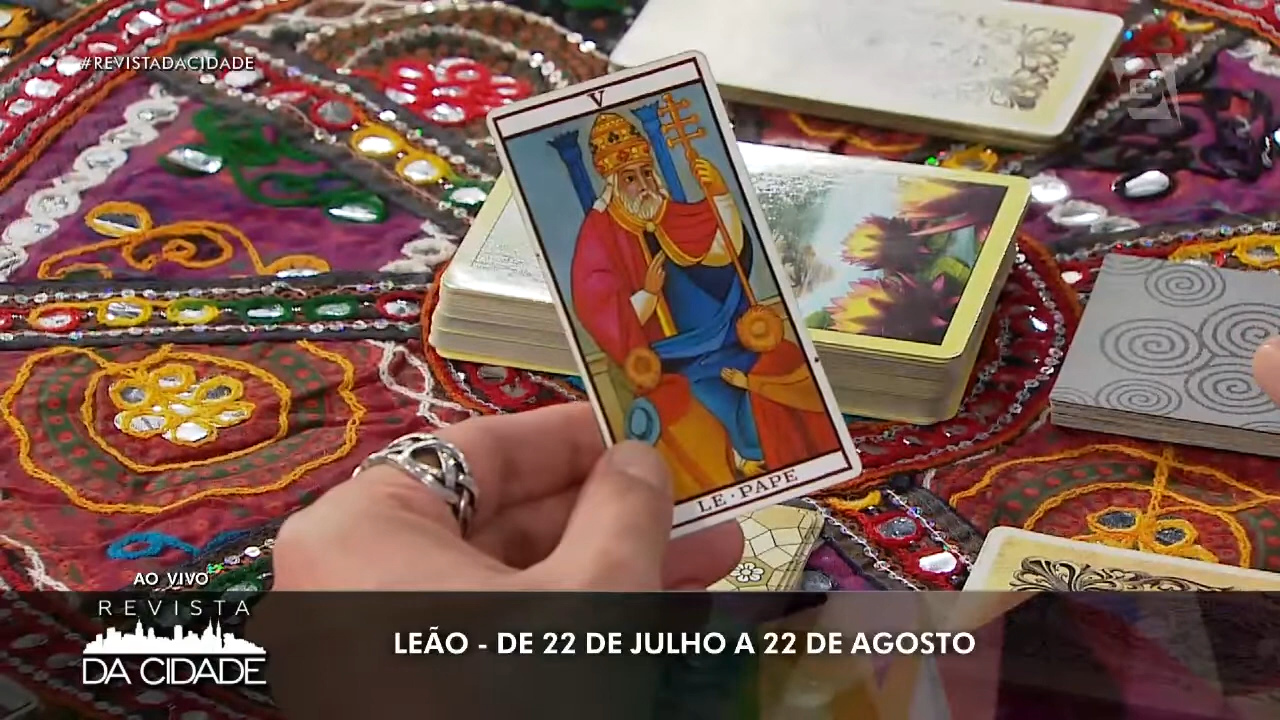 #REVISTADACIDADE
V
LE·PAPE
AO VIVO
REVISTA
DA CIDADE
LEÃO - DE 22 DE JULHO A 22 DE AGOSTO